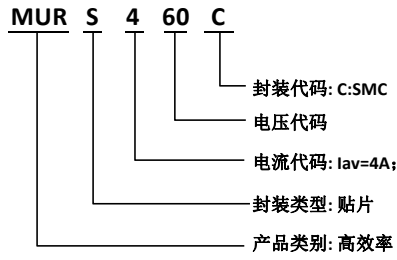 MUR S 4 60 C
封装代码: C:SMC
电压代码
电流代码: Iav=4A;
封装类型: 贴片
产品类别: 高效率